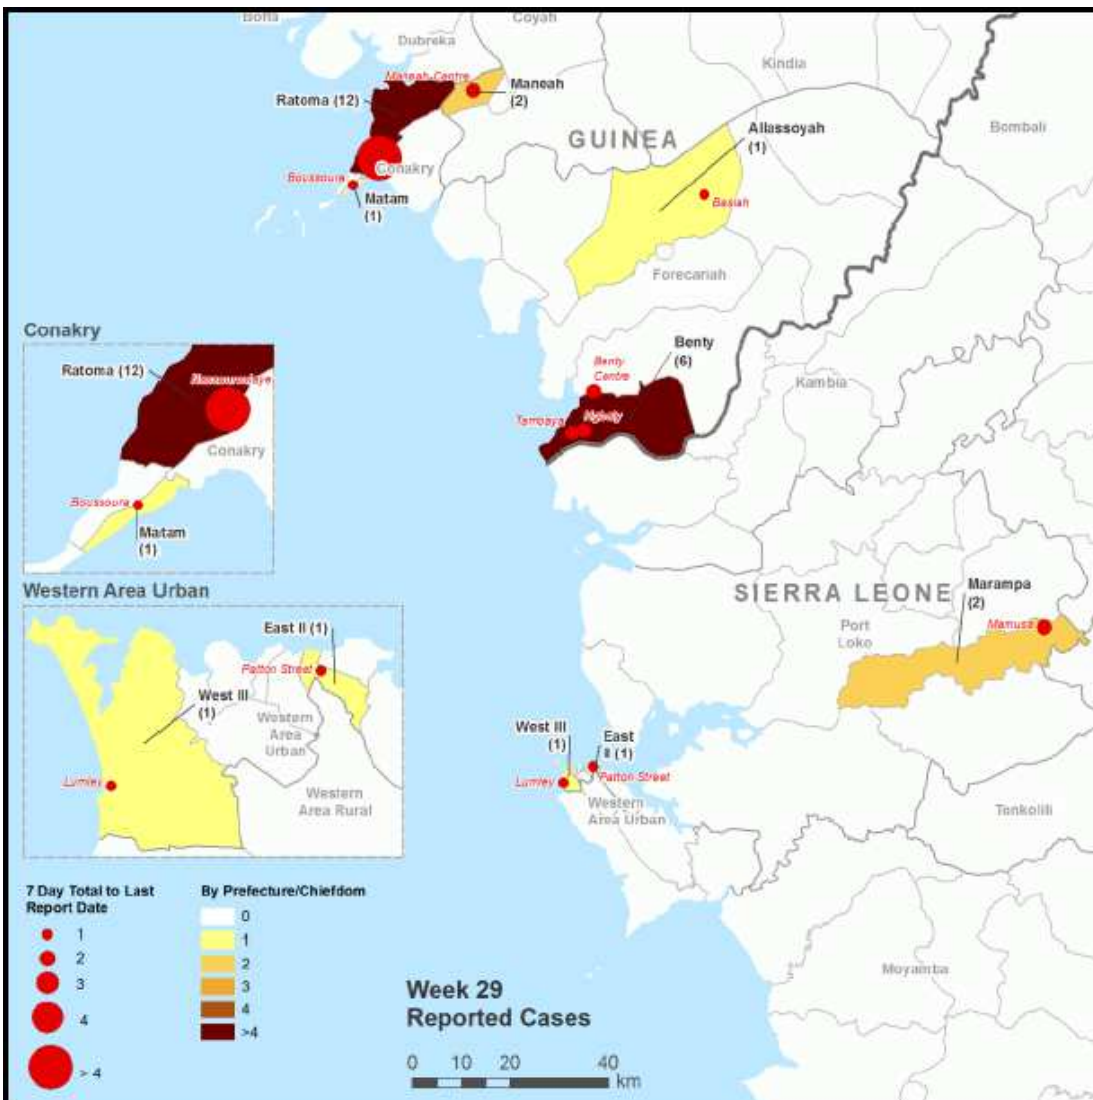 Boffa
Coyah
Dubreka
Kindia
Maneah Centre
Maneah
(2)
Ratoma (12)
GUINEA
Allassoyah
(1)
Bombali
Conakry
Boussoura
Matam
(1)
Basiah
Forecariah
Conakry
Ratoma (12)
Conakry
Boussoura
Matam
(1)
Benty
(6)
Benty
Centre
Tambaya
Kambia
Western Area Urban
East II (1)
Patton Street
West III
(1)
Western
Area
Urban
Lumley
Western
Area Rural
SIERRA LEONE
Marampa
(2)
Port
Loko
Mamusa
West III
(1)
East
II (1)
Lumley
Patton Street
Western
Area Urban
Tonkolili
Moyamba
7 Day Total to Last
Report Date
1
2
3
4
> 4
By Prefecture/Chiefdom
0
1
2
3
4
>4
Week 29
Reported Cases
0 10 20 40
km